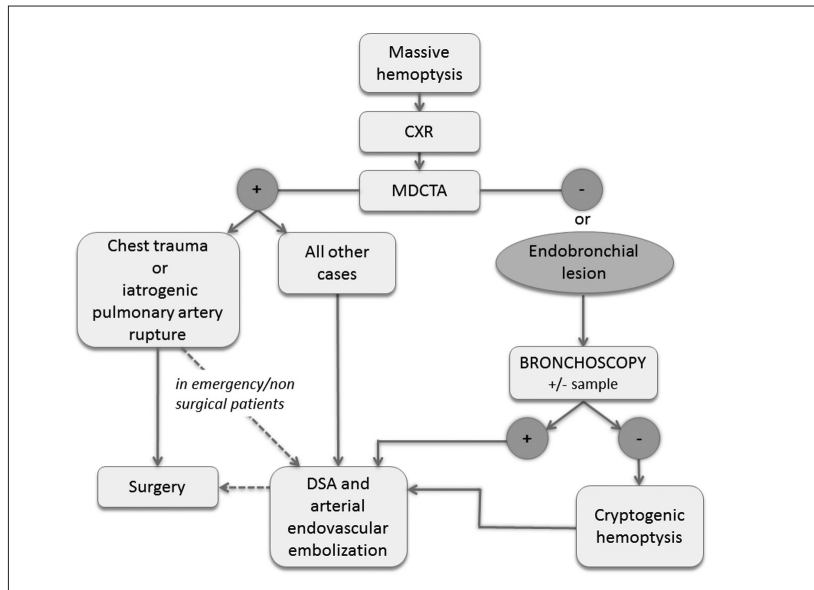 Massive
hemoptysis
CXR
MDCTA
+
-
or
Chest trauma
or
iatrogenic
pulmonary artery
rupture
All other
cases
Endobronchial
lesion
in emergency/non
surgical patients
BRONCHOSCOPY
+/- sample
+
-
Surgery
DSA and
arterial
endovascular
embolization
Cryptogenic
hemoptysis